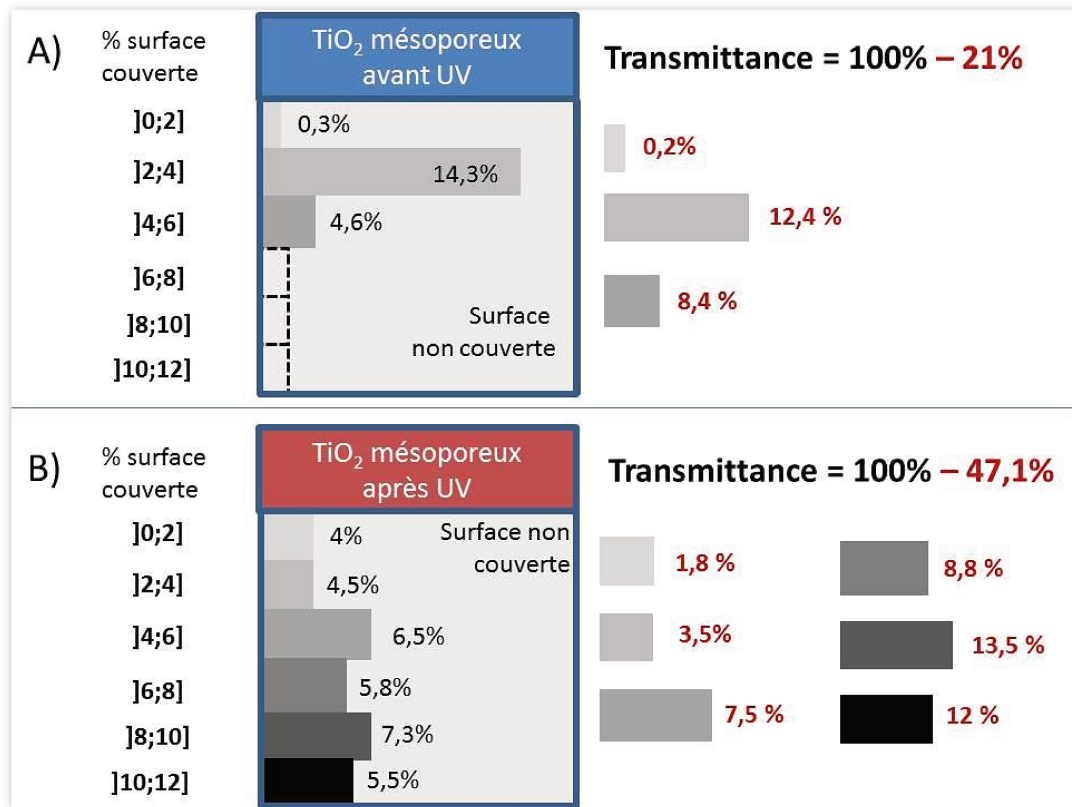 A)
% surface
couverte
TiO₂ mésoporeux
avant UV
Transmittance = 100% – 21%
]0;2]
0,3%
]2;4]
14,3%
]4;6]
4,6%
]6;8]
]8;10]
]10;12]
Surface
non couverte
0,2%
12,4 %
8,4 %
B)
% surface
couverte
TiO₂ mésoporeux
après UV
Transmittance = 100% – 47,1%
]0;2]
4%
]2;4]
4,5%
]4;6]
6,5%
]6;8]
5,8%
]8;10]
7,3%
]10;12]
5,5%
Surface non
couverte
1,8 %
3,5%
7,5 %
8,8 %
13,5 %
12 %